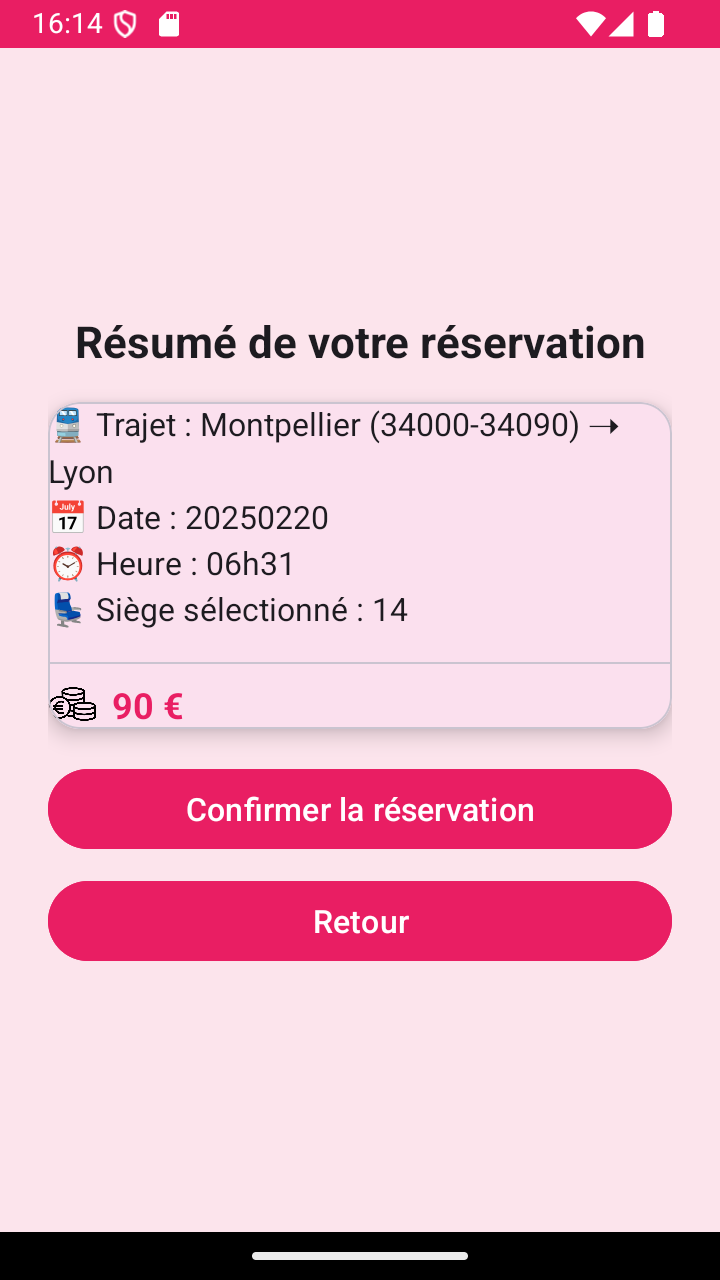 16:14
Résumé de votre réservation
🚆 Trajet : Montpellier (34000-34090) →
Lyon
📅 Date : 20250220
⏰ Heure : 06h31
💺 Siège sélectionné : 14
90 €
Confirmer la réservation
Retour